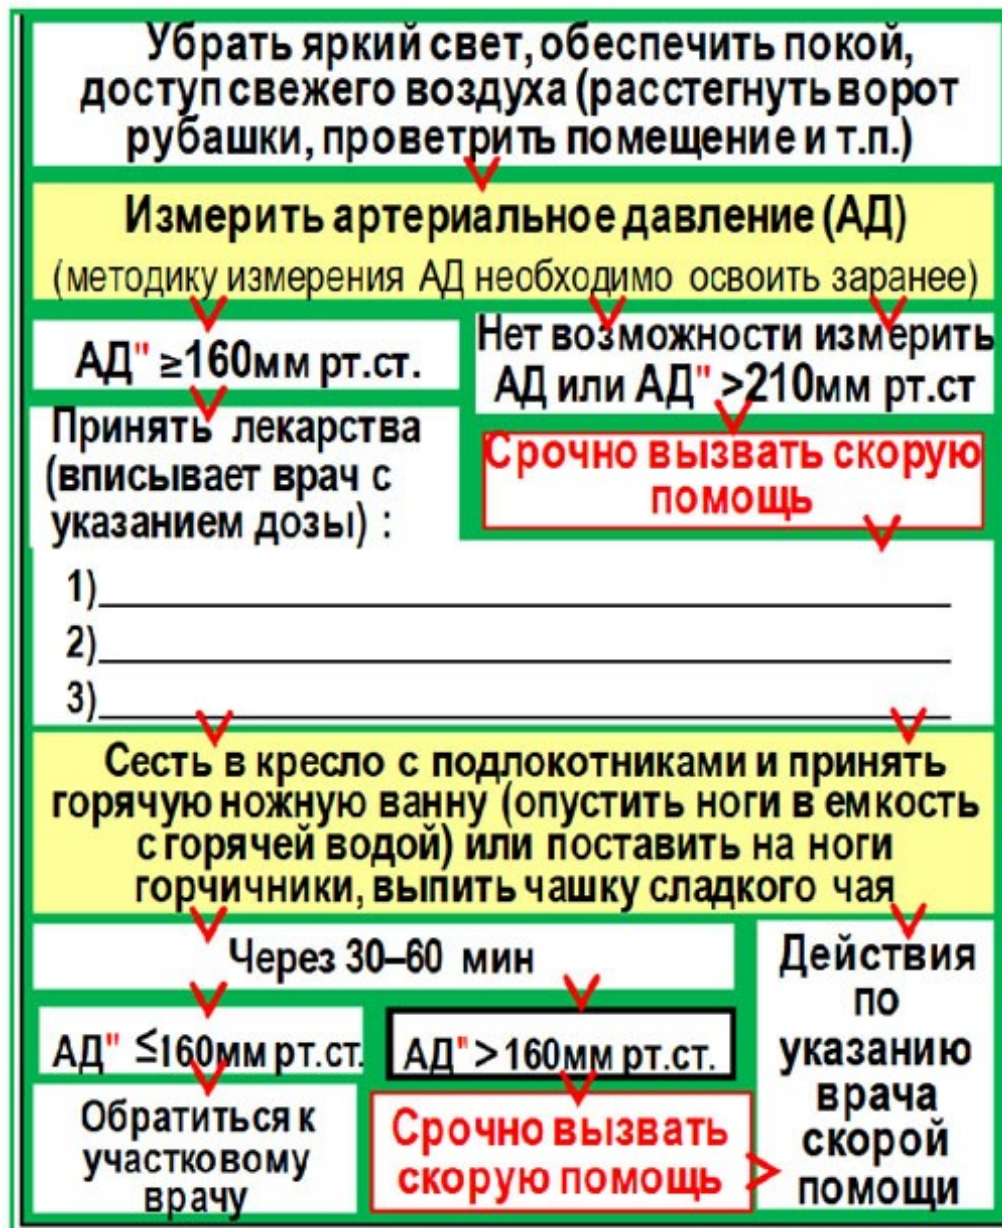 Убрать яркий свет, обеспечить покой,
доступ свежего воздуха (расстегнуть ворот
рубашки, проветрить помещение и т.п.)
Измерить артериальное давление (АД)
(методику измерения АД необходимо освоить заранее)
АД" ≥160мм рт.ст.
Нет возможности измерить
АД или АД" >210мм рт.ст
Принять лекарства
(вписывает врач с
указанием дозы) :
Срочно вызвать скорую
помощь
1)
2)
3)
Сесть в кресло с подлокотниками и принять
горячую ножную ванну (опустить ноги в емкость
с горячей водой) или поставить на ноги
горчичники, выпить чашку сладкого чая
Через 30–60 мин
АД" ≤160мм рт.ст.
АД" > 160мм рт.ст.
Обратиться к
участковому
врачу
Срочно вызвать
скорую помощь
Действия
по
указанию
врача
скорой
помощи